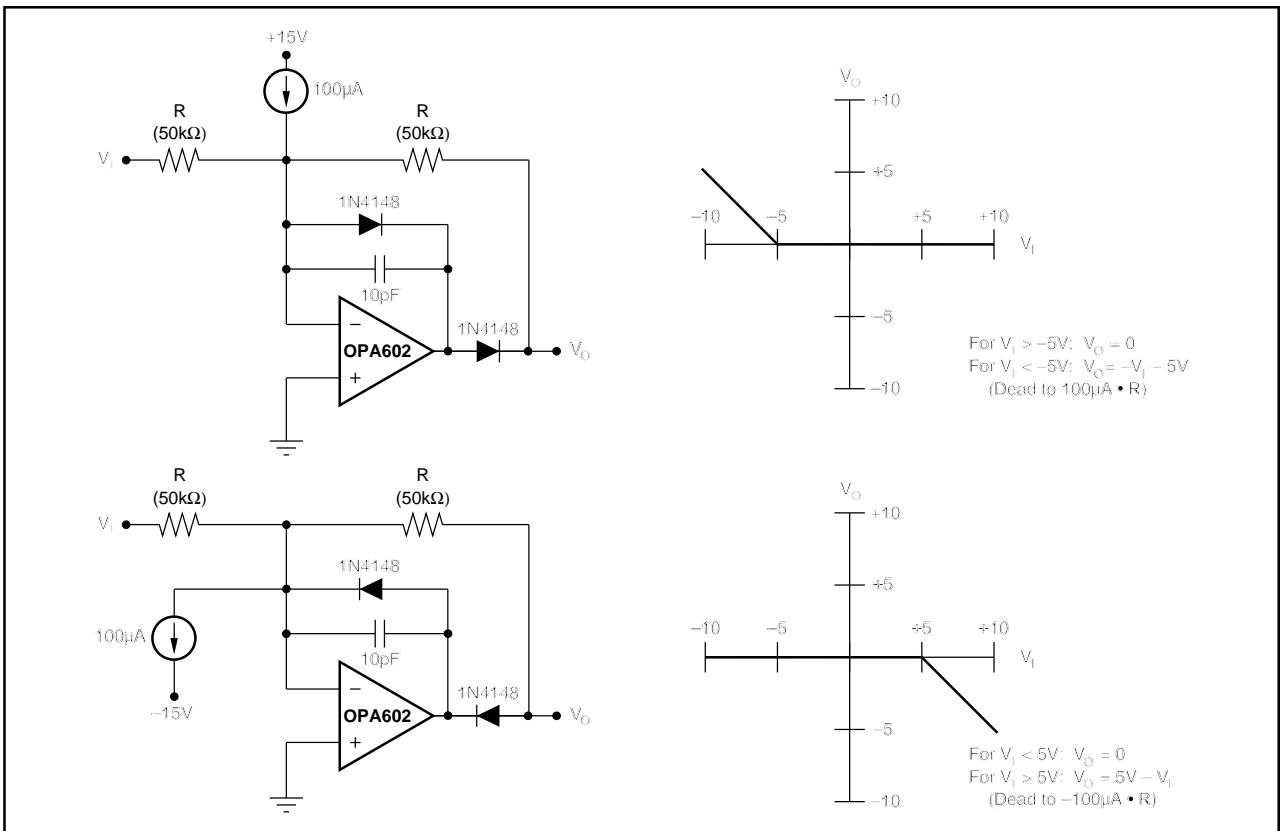 +15V
100µA
R
(50kΩ)
R
(50kΩ)
V_I
1N4148
10pF
1N4148
–
OPA602
+
V_O
V_O
+10
+5
–10
–5
+5
+10
V_I
–5
–10
For V_I > –5V: V_O = 0
For V_I < –5V: V_O = –V_I – 5V
(Dead to 100µA • R)
R
(50kΩ)
R
(50kΩ)
V_I
1N4148
100µA
10pF
–15V
1N4148
–
OPA602
+
V_O
V_O
+10
+5
–10
–5
+5
+10
V_I
–5
–10
For V_I < 5V: V_O = 0
For V_I > 5V: V_O = 5V – V_I
(Dead to –100µA • R)